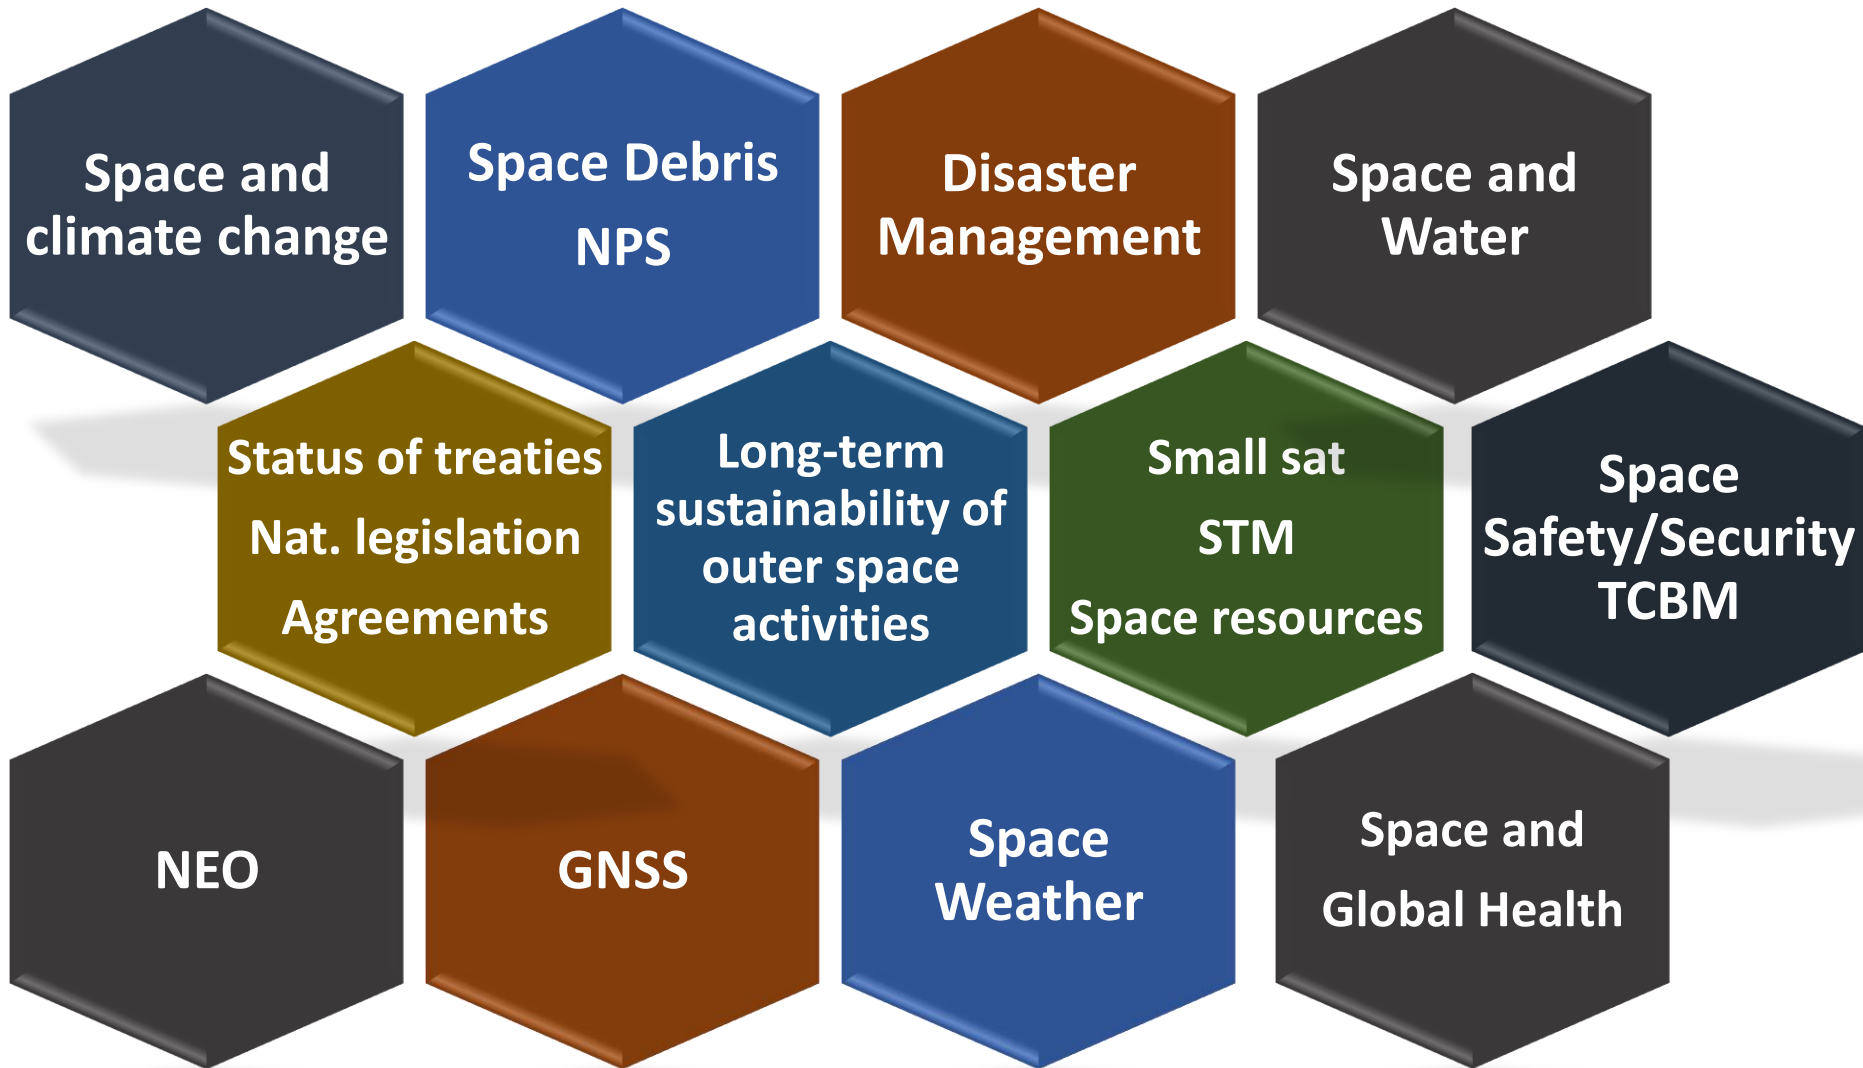 Space and
climate change
Space Debris
NPS
Disaster
Management
Space and
Water
Status of treaties
Nat. legislation
Agreements
Long-term
sustainability of
outer space
activities
Small sat
STM
Space resources
Space
Safety/Security
TCBM
NEO
GNSS
Space
Weather
Space and
Global Health